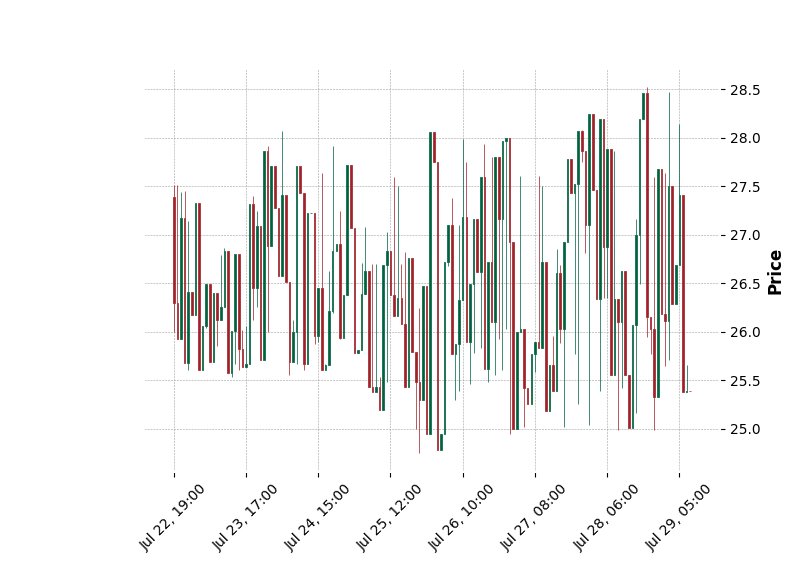 28.5
28.0
27.5
27.0
26.5
26.0
25.5
25.0
Price
Jul 22, 19:00
Jul 23, 17:00
Jul 24, 15:00
Jul 25, 12:00
Jul 26, 10:00
Jul 27, 08:00
Jul 28, 06:00
Jul 29, 05:00